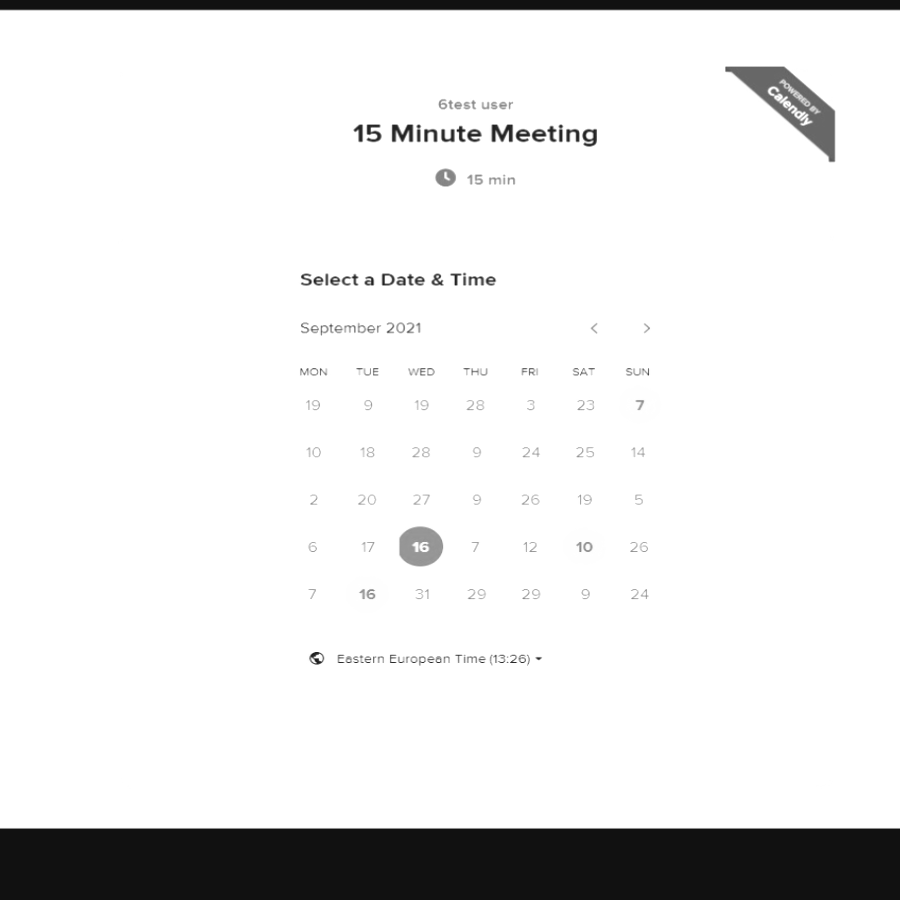 POWERED BY
Calendly
6test user
15 Minute Meeting
15 min
Select a Date & Time
September 2021
MON TUE WED THU FRI SAT SUN
19 9 19 28 3 23 7
10 18 28 9 24 25 14
2 20 27 9 26 19 5
6 17 16 7 12 10 26
7 16 31 29 29 9 24
Eastern European Time (13:26)